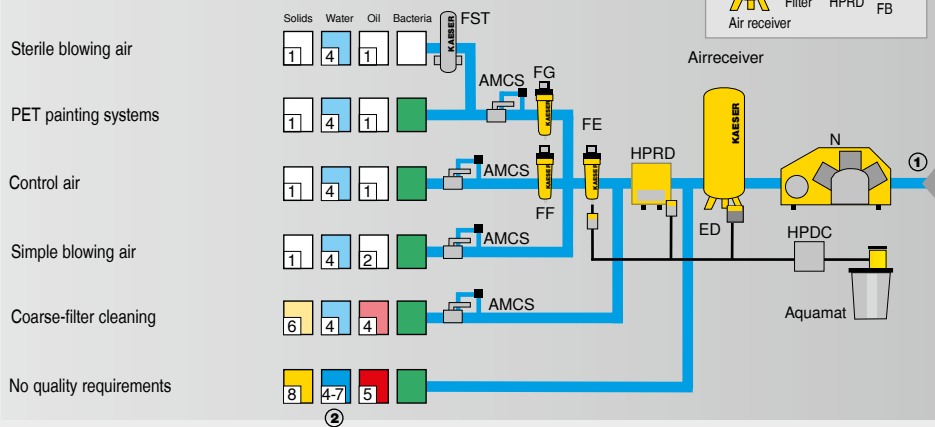 Filter HPRD FB
Air receiver
Solids Water Oil Bacteria
FST
KAESER
Sterile blowing air
1 4 1
Airreceiver
AMCS FG
KAESER
PET painting systems
1 4 1
FE
KAESER
KAESER
N
HPRD
①
Control air
1 4 1
AMCS
KAESER
FF
ED
HPDC
Simple blowing air
1 4 2
AMCS
Coarse-filter cleaning
6 4 4
AMCS
Aquamat
No quality requirements
8 4-7 5
②